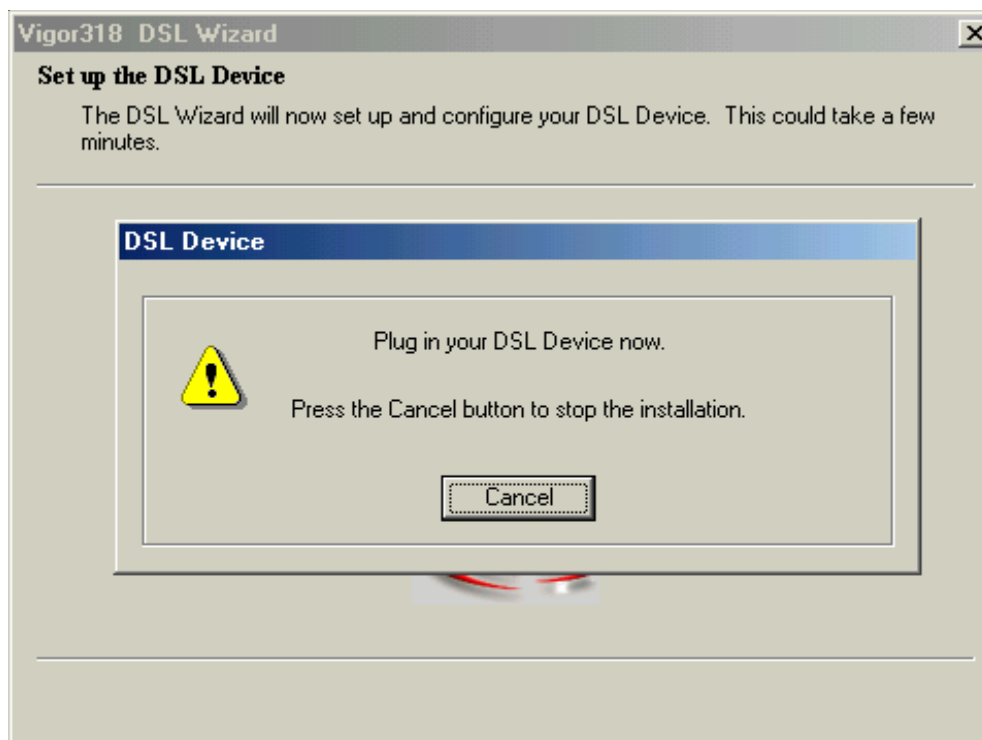 Vigor318 DSL Wizard
Set up the DSL Device
The DSL Wizard will now set up and configure your DSL Device. This could take a few
minutes.
DSL Device
Plug in your DSL Device now.
Press the Cancel button to stop the installation.
Cancel